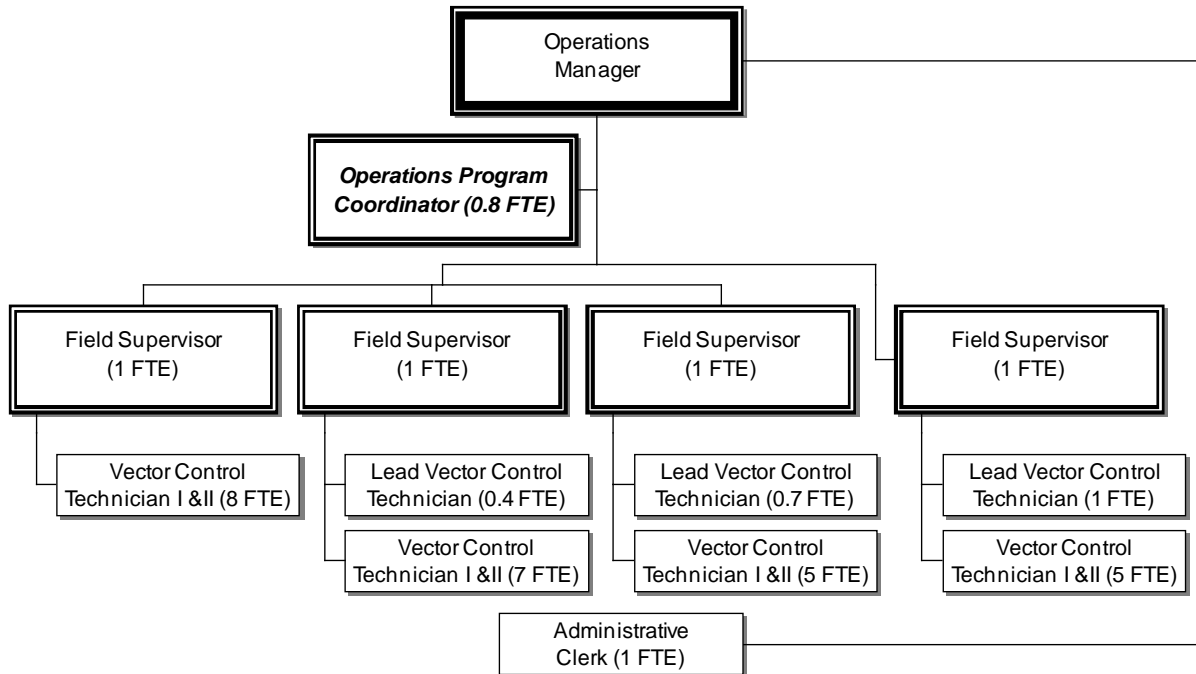 Operations
Manager
Operations Program
Coordinator (0.8 FTE)
Field Supervisor
(1 FTE)
Field Supervisor
(1 FTE)
Field Supervisor
(1 FTE)
Field Supervisor
(1 FTE)
Vector Control
Technician I &II (8 FTE)
Lead Vector Control
Technician (0.4 FTE)
Vector Control
Technician I &II (7 FTE)
Lead Vector Control
Technician (0.7 FTE)
Vector Control
Technician I &II (5 FTE)
Lead Vector Control
Technician (1 FTE)
Vector Control
Technician I &II (5 FTE)
Administrative
Clerk (1 FTE)